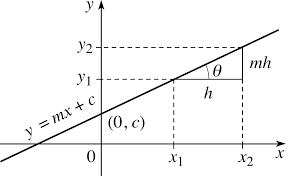 y
y₂
y₁
θ
mh
h
y = mx + c
(0, c)
0
x₁
x₂
x